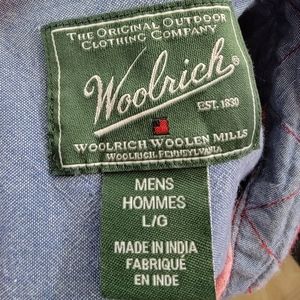 THE ORIGINAL OUTDOOR
CLOTHING COMPANY
Woolrich®
EST. 1830
WOOLRICH WOOLEN MILLS
WOOLRICH, PENNSYLVANIA
MENS
HOMMES
L/G
MADE IN INDIA
FABRIQUÉ
EN INDE